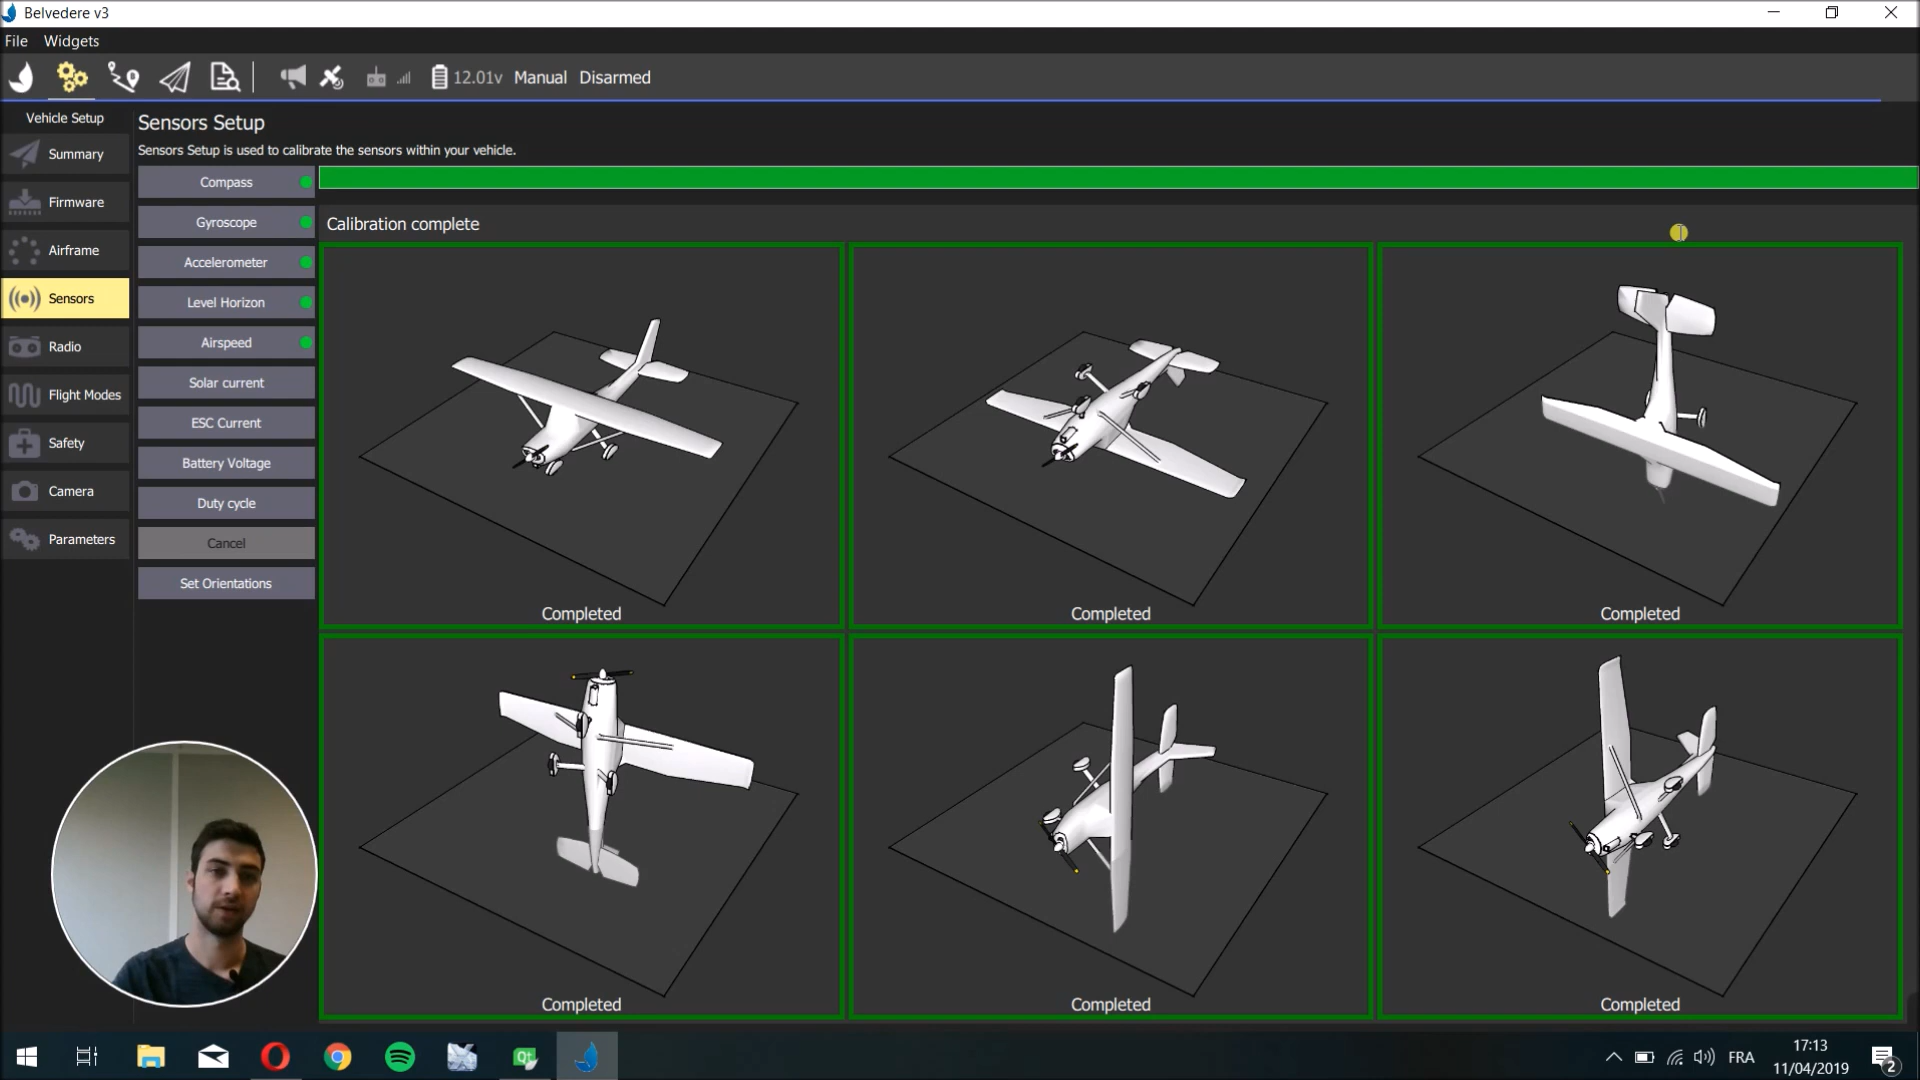 Belvedere v3
File Widgets
12.01v Manual Disarmed
Vehicle Setup
Summary
Firmware
Airframe
Sensors
Radio
Flight Modes
Safety
Camera
Parameters
Sensors Setup
Sensors Setup is used to calibrate the sensors within your vehicle.
Compass
Gyroscope
Accelerometer
Level Horizon
Airspeed
Solar current
ESC Current
Battery Voltage
Duty cycle
Cancel
Set Orientations
Calibration complete
Completed
Completed
Completed
Completed
Completed
Completed
Qt
FRA
17:13
11/04/2019
2